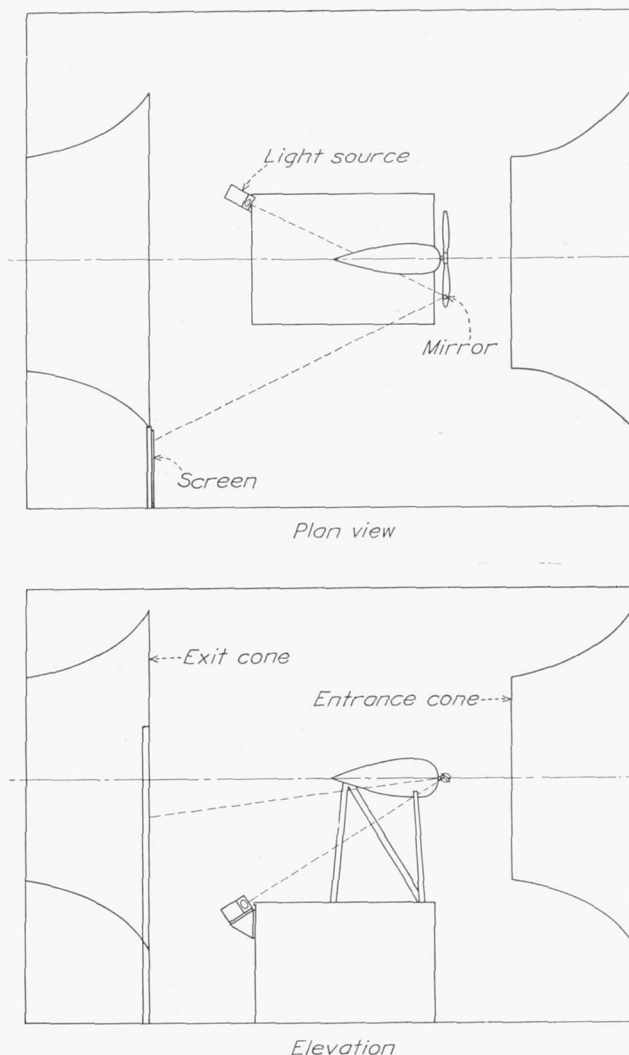 Light source
Mirror
Screen
Plan view
Exit cone
Entrance cone
Elevation